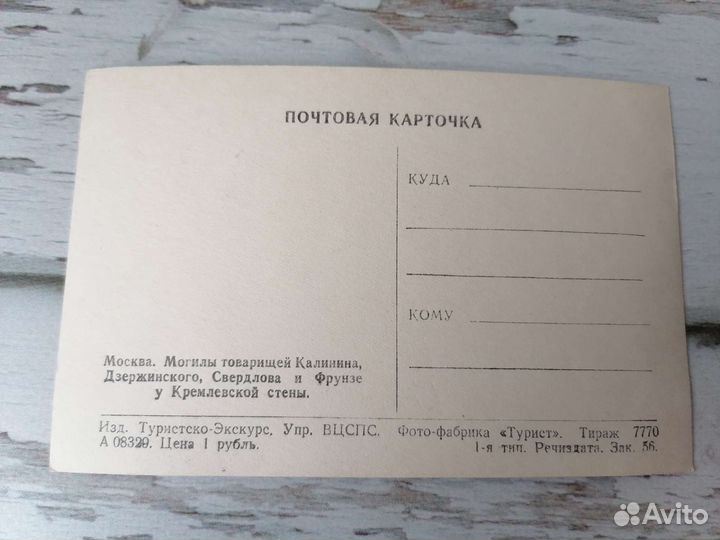 ПОЧТОВАЯ КАРТОЧКА
КУДА
КОМУ
Москва. Могилы товарищей Калинина,
Дзержинского, Свердлова и Фрунзе
у Кремлевской стены.
Изд. Туристско-Экскурс. Упр. ВЦСПС. Фото-фабрика «Турист». Тираж 7770
А 08329. Цена 1 рубль. 1-я тип. Речиздата. Зак. 56.
Avito